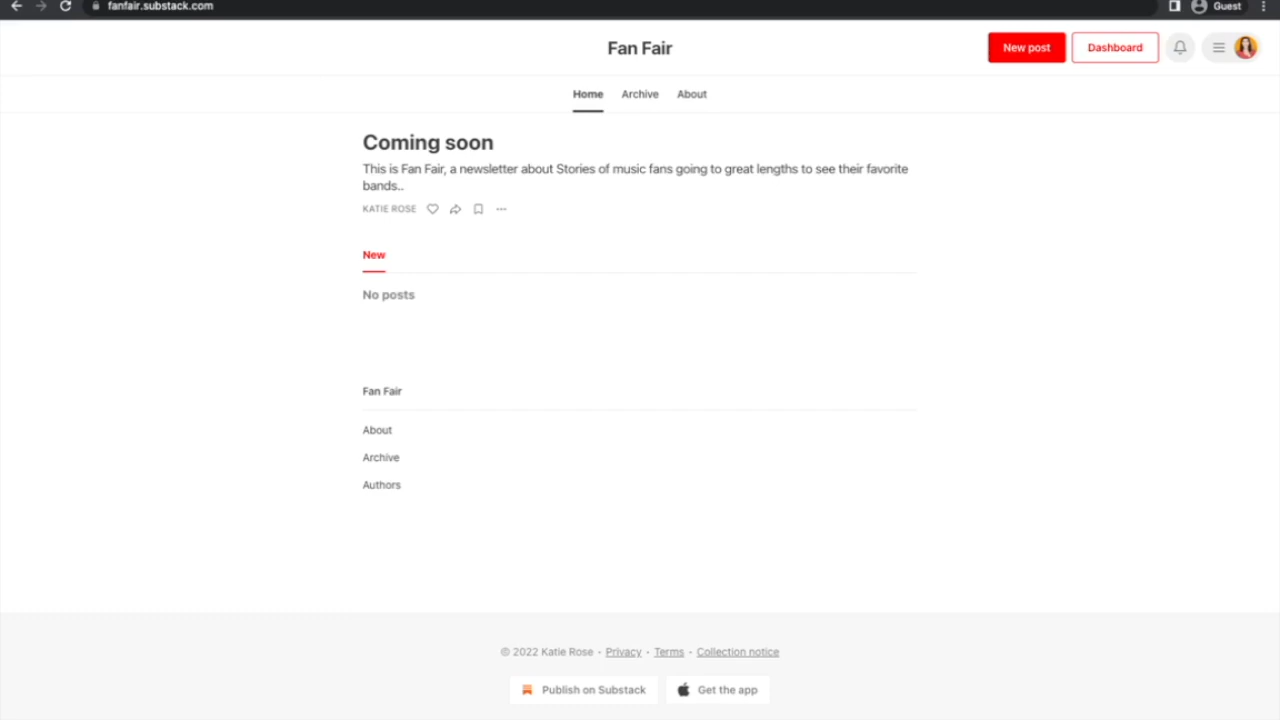 fanfair.substack.com
Guest
Fan Fair
New post
Dashboard
Home
Archive
About
Coming soon
This is Fan Fair, a newsletter about Stories of music fans going to great lengths to see their favorite
bands..
KATIE ROSE
New
No posts
Fan Fair
About
Archive
Authors
© 2022 Katie Rose · Privacy · Terms · Collection notice
Publish on Substack
Get the app